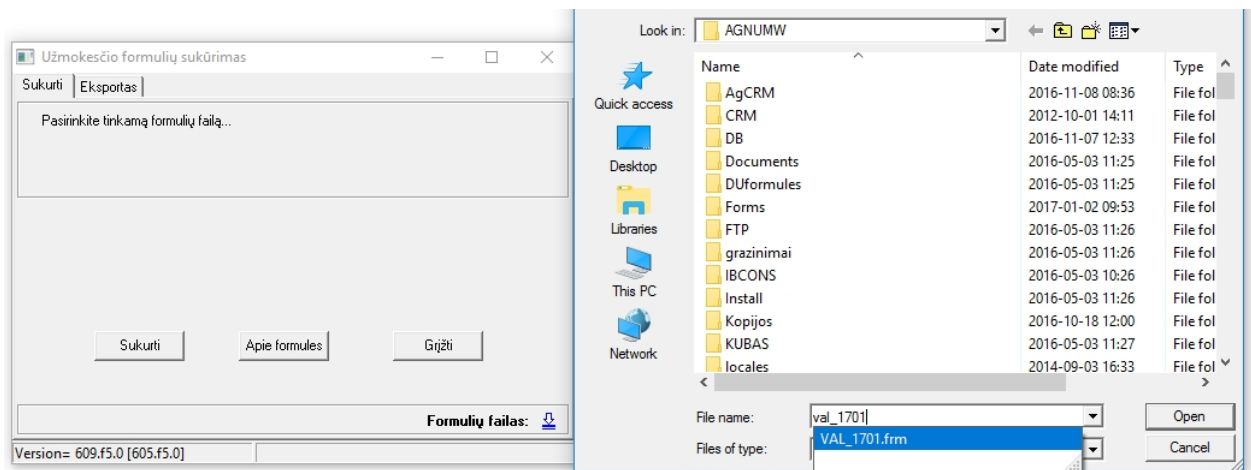 Užmokesčio formulių sukūrimas
Sukurti
Eksportas
Pasirinkite tinkamą formulių failą...
Sukurti
Apie formules
Grįžti
Formulių failas:
Version= 609.f5.0 [605.f5.0]
Look in:
AGNUMW
Quick access
Desktop
Libraries
This PC
Network
Name Date modified Type
AgCRM 2016-11-08 08:36 File fol
CRM 2012-10-01 14:11 File fol
DB 2016-11-07 12:33 File fol
Documents 2016-05-03 11:25 File fol
DUformules 2016-05-03 11:25 File fol
Forms 2017-01-02 09:53 File fol
FTP 2016-05-03 11:26 File fol
grazinimai 2016-05-03 11:26 File fol
IBCONS 2016-05-03 10:26 File fol
Install 2016-05-03 11:26 File fol
Kopijos 2016-10-18 12:00 File fol
KUBAS 2016-05-03 11:27 File fol
locales 2014-09-03 16:33 File fol
File name:
val_1701
Open
Files of type:
VAL_1701.frm
Cancel